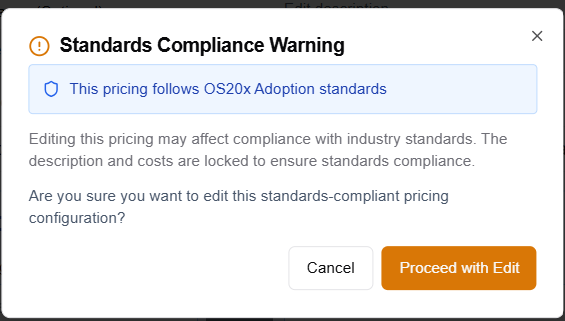 Edit description
Standards Compliance Warning
This pricing follows OS20x Adoption standards
Editing this pricing may affect compliance with industry standards. The
description and costs are locked to ensure standards compliance.
Are you sure you want to edit this standards-compliant pricing
configuration?
Cancel
Proceed with Edit